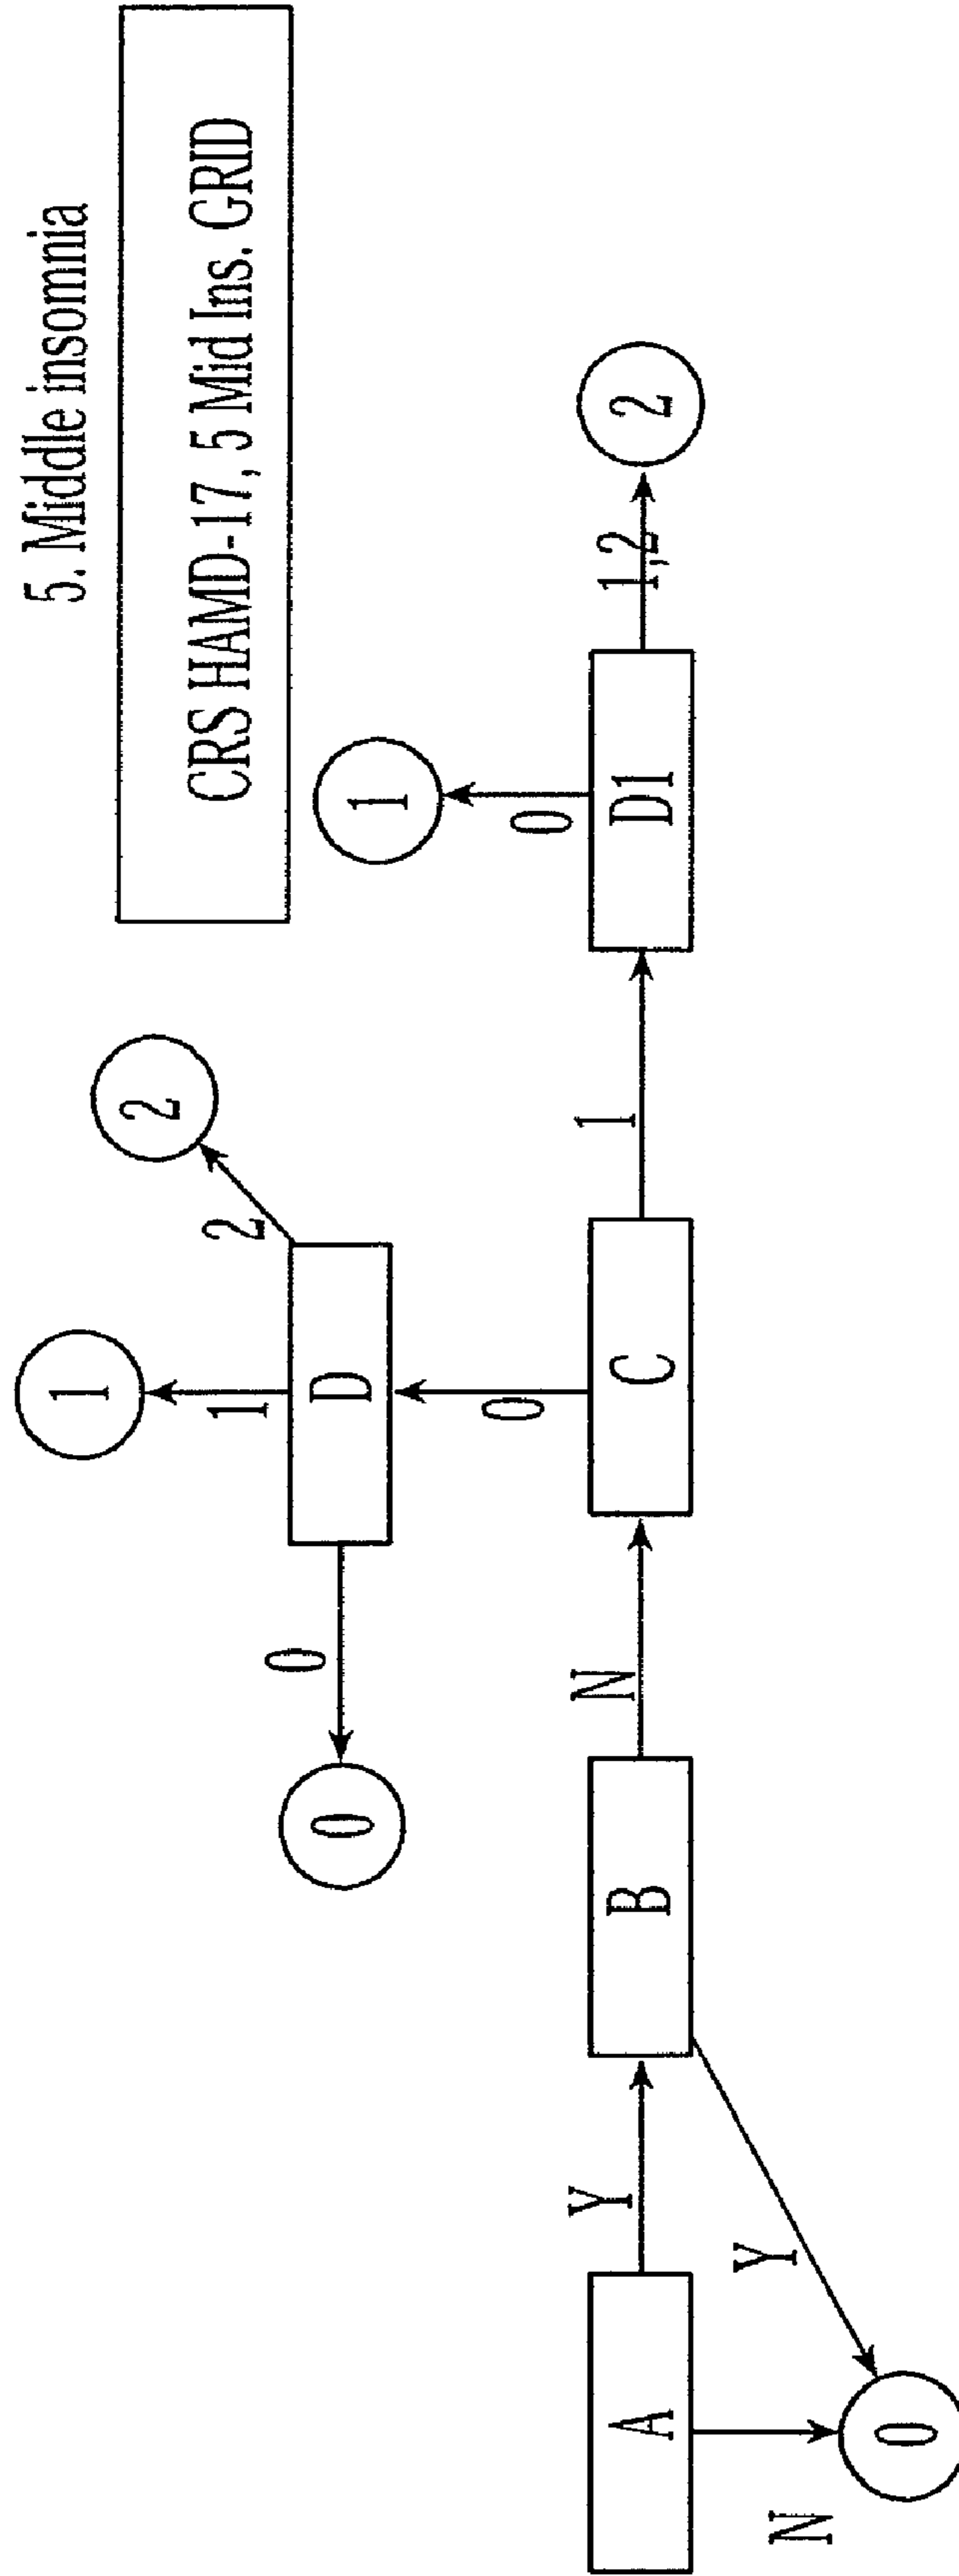 5. Middle insomnia
CRS HAMD-17, 5 Mid Ins. GRID
1
2
2
1
D
0
0
1
0
0
A
Y
B
N
C
1
D1
1,2
2
N
Y
0